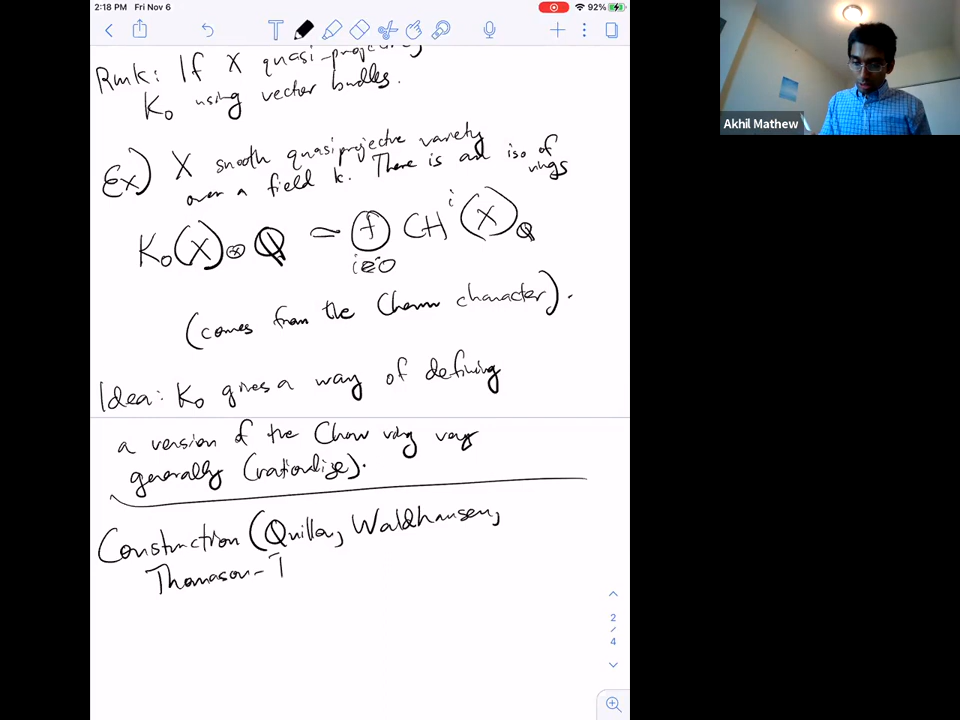 2:18 PM Fri Nov 6
92%
Akhil Mathew
Rmk: If X quasi-projective,
K₀ using vector bundles.
Ex) X smooth quasiprojective variety
over a field k. There is an iso of
rings
K₀(X)⊗Q = ⊕ CHⁱ(X)_Q
i≥0
(comes from the Chern character).
Idea: K₀ gives a way of defining
a version of the Chow ring very
generally (rationalize).
Construction (Quillen, Waldhausen,
Thomason-T
2
/
4